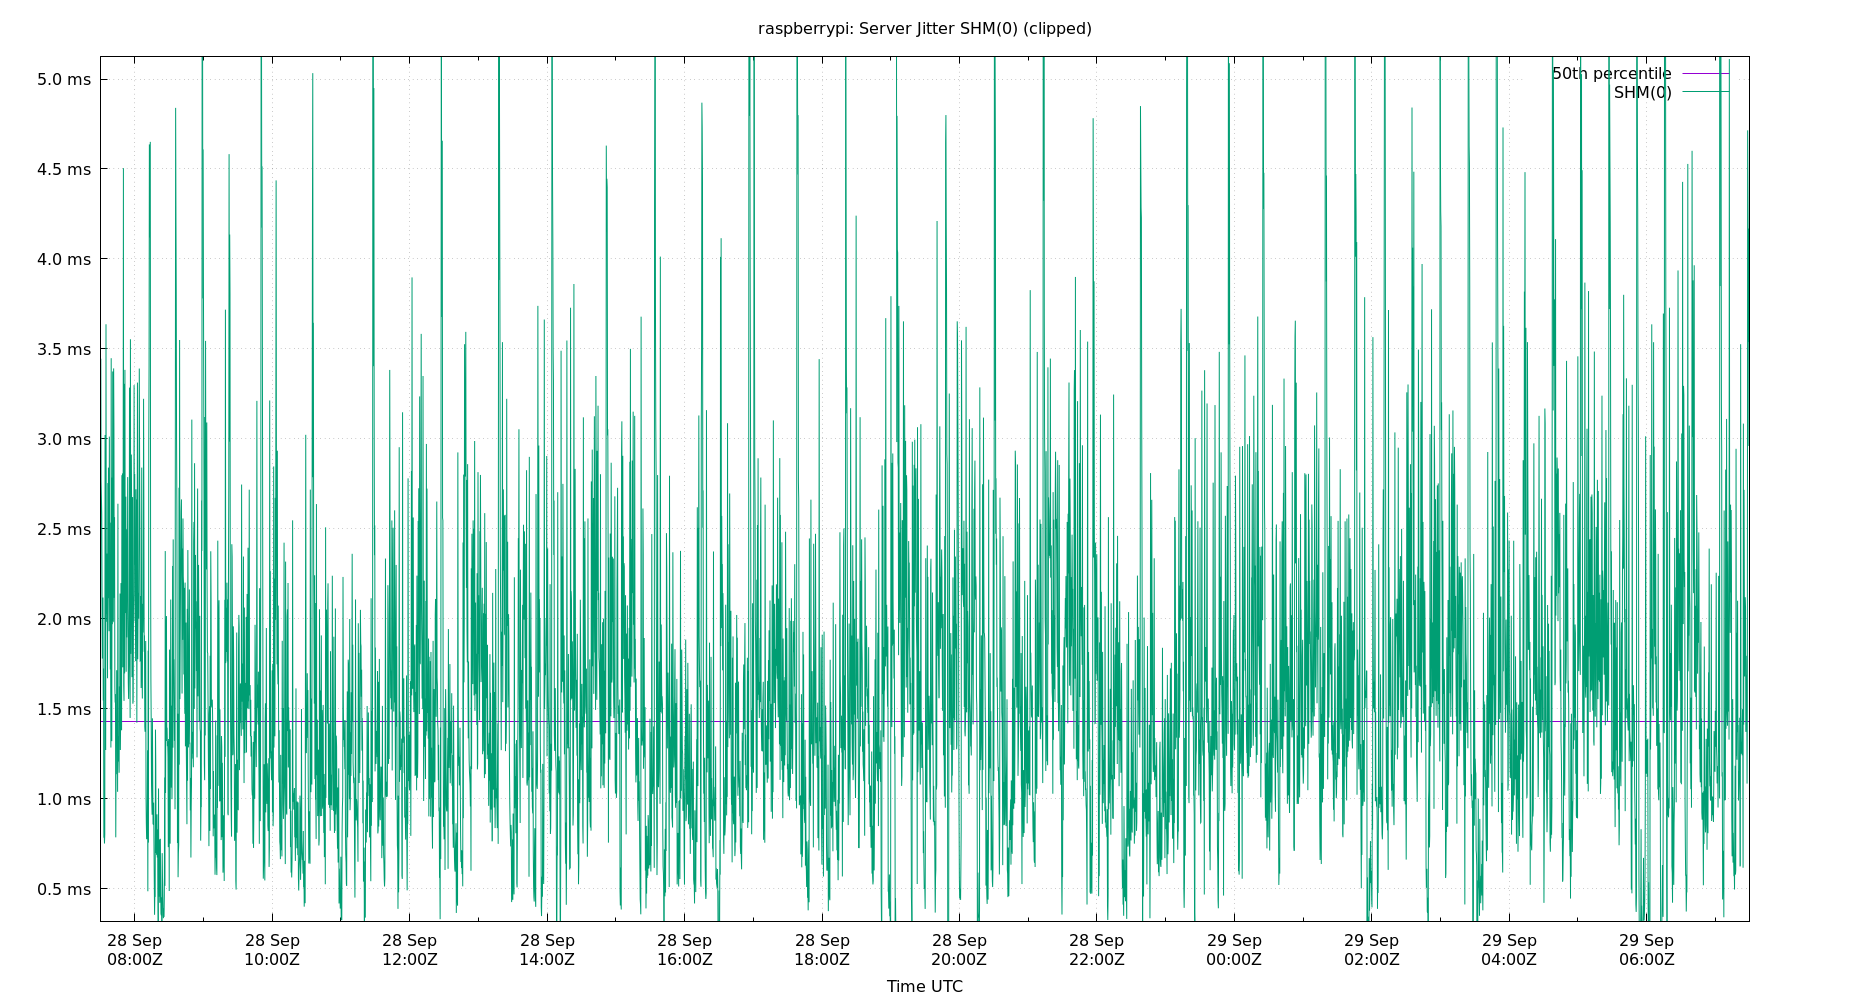 raspberrypi: Server Jitter SHM(0) (clipped)
50th percentile
SHM(0)
5.0 ms
4.5 ms
4.0 ms
3.5 ms
3.0 ms
2.5 ms
2.0 ms
1.5 ms
1.0 ms
0.5 ms
28 Sep 28 Sep 28 Sep 28 Sep 28 Sep 28 Sep 28 Sep 28 Sep 29 Sep 29 Sep 29 Sep 29 Sep
08:00Z 10:00Z 12:00Z 14:00Z 16:00Z 18:00Z 20:00Z 22:00Z 00:00Z 02:00Z 04:00Z 06:00Z
Time UTC